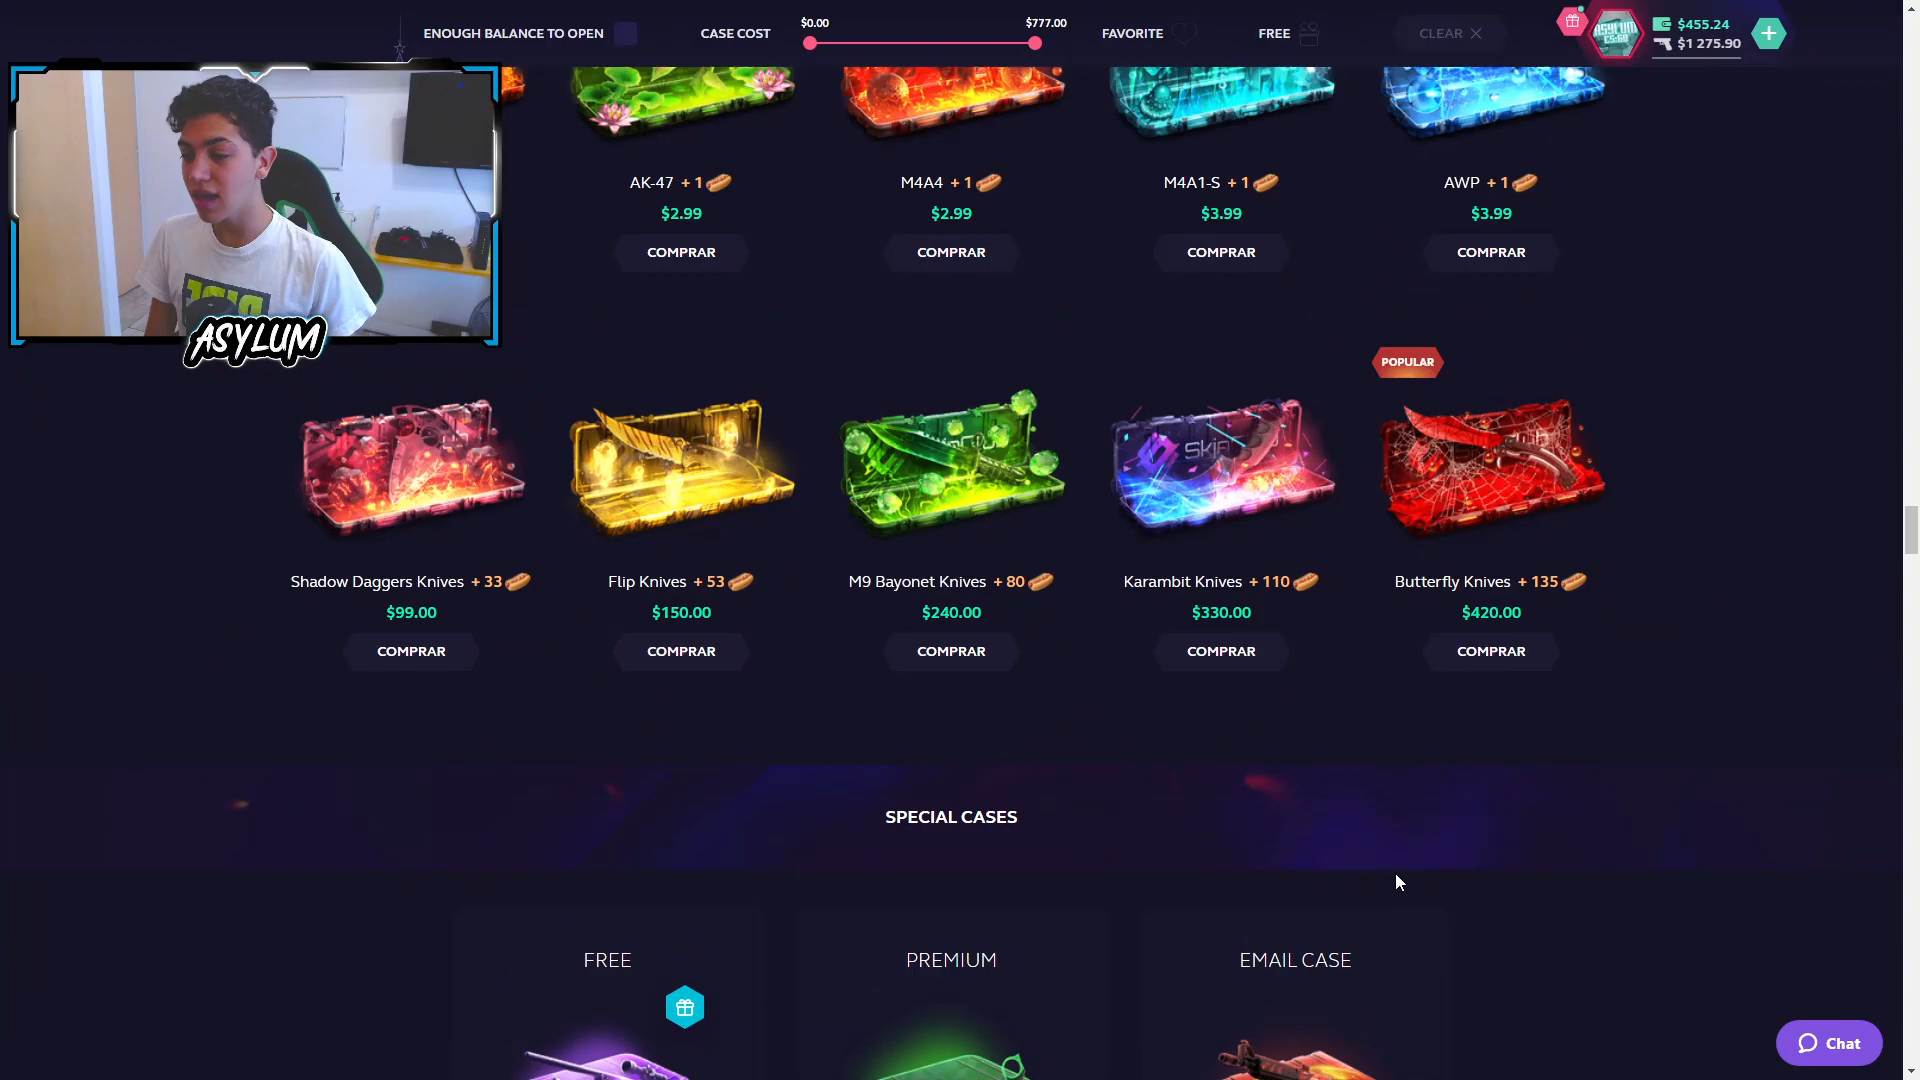 ENOUGH BALANCE TO OPEN
CASE COST
$0.00
$777.00
FAVORITE
FREE
CLEAR
ASYLUM
CS:GO
$455.24
$1 275.90
AK-47 + 1
M4A4 + 1
M4A1-S + 1
AWP + 1
$2.99
$2.99
$3.99
$3.99
COMPRAR
COMPRAR
COMPRAR
COMPRAR
ASYLUM
POPULAR
Shadow Daggers Knives + 33
Flip Knives + 53
M9 Bayonet Knives + 80
Karambit Knives + 110
Butterfly Knives + 135
$99.00
$150.00
$240.00
$330.00
$420.00
COMPRAR
COMPRAR
COMPRAR
COMPRAR
COMPRAR
SPECIAL CASES
FREE
PREMIUM
EMAIL CASE
Chat